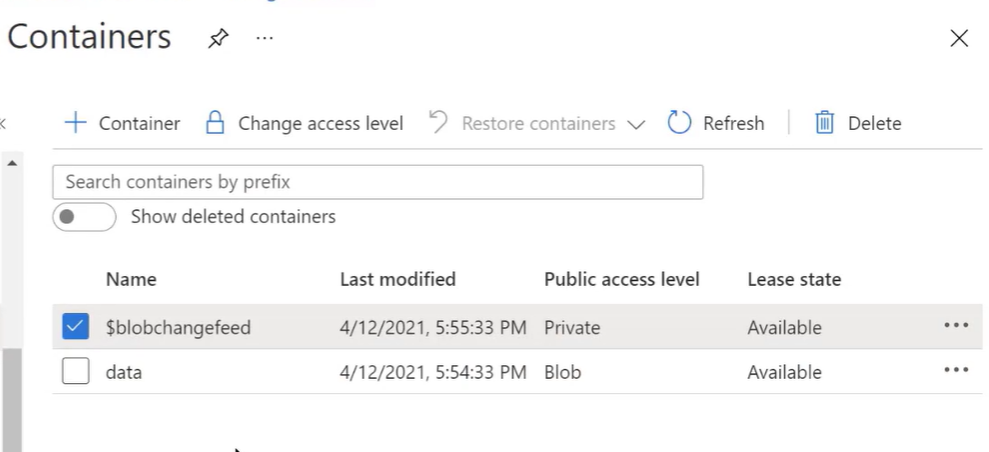 Containers ...
+ Container Change access level Restore containers Refresh Delete
Search containers by prefix
Show deleted containers
Name Last modified Public access level Lease state
$blobchangefeed 4/12/2021, 5:55:33 PM Private Available ...
data 4/12/2021, 5:54:33 PM Blob Available ...